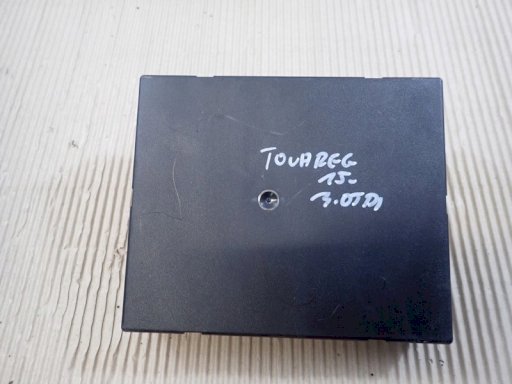 TOUAREG
15-
3.0TDI